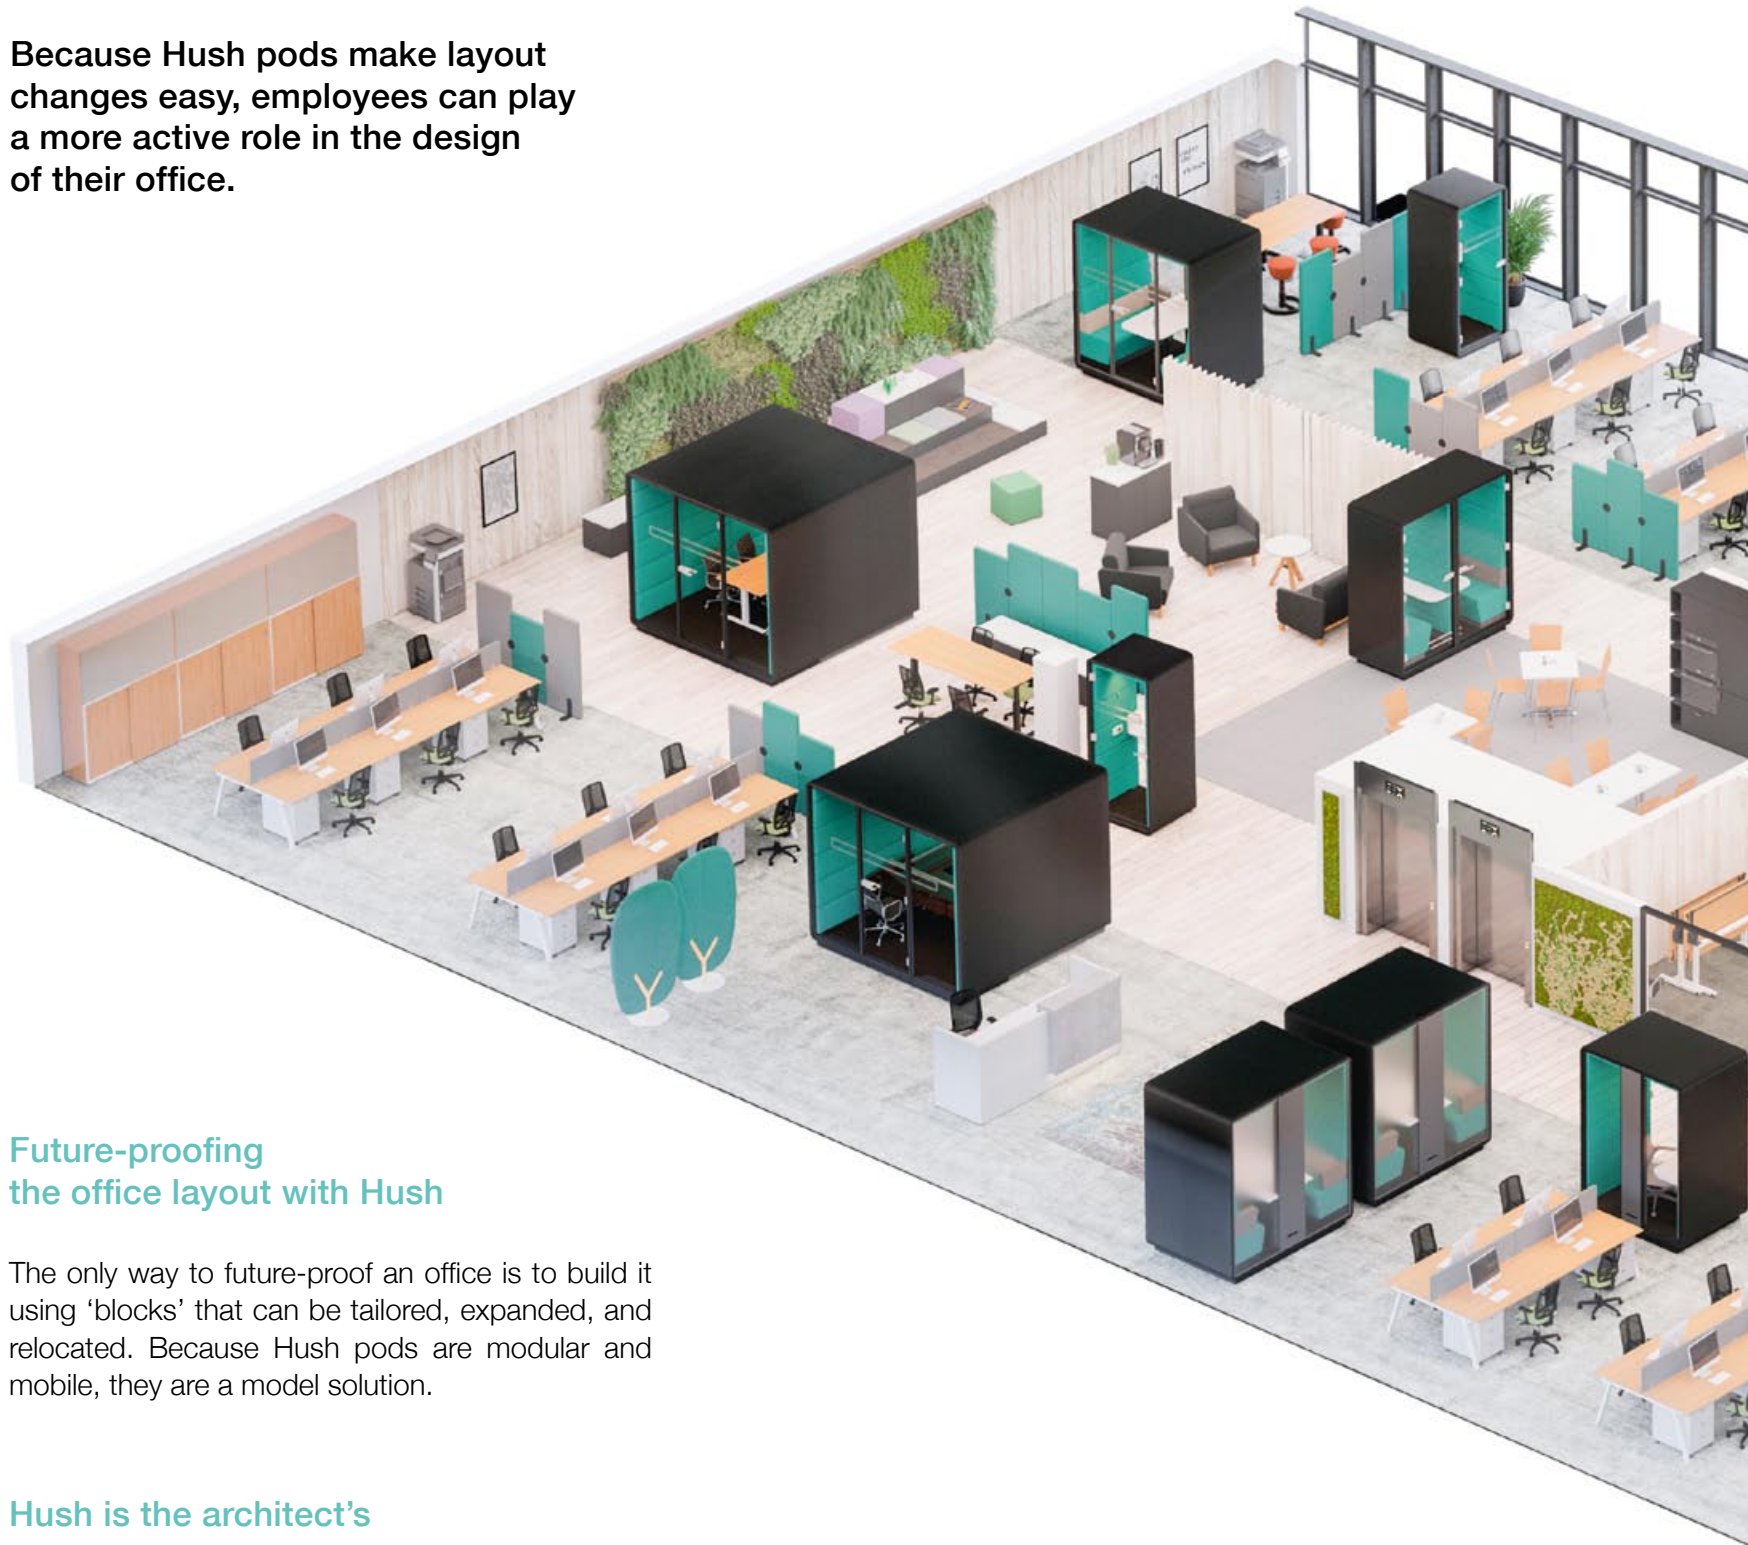 Because Hush pods make layout
changes easy, employees can play
a more active role in the design
of their office.
Future-proofing
the office layout with Hush
The only way to future-proof an office is to build it
using ‘blocks’ that can be tailored, expanded, and
relocated. Because Hush pods are modular and
mobile, they are a model solution.
Hush is the architect’s